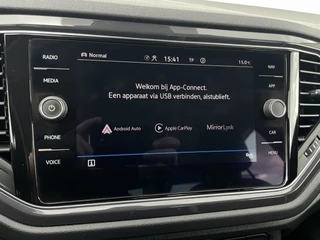 RADIO
MEDIA
PHONE
VOICE
Normal 15:41 TP 15.0°C
Welkom bij App-Connect.
Een apparaat via USB verbinden, alstublieft.
Android Auto Apple CarPlay MirrorLink
NAV
APP
CAR
MENU